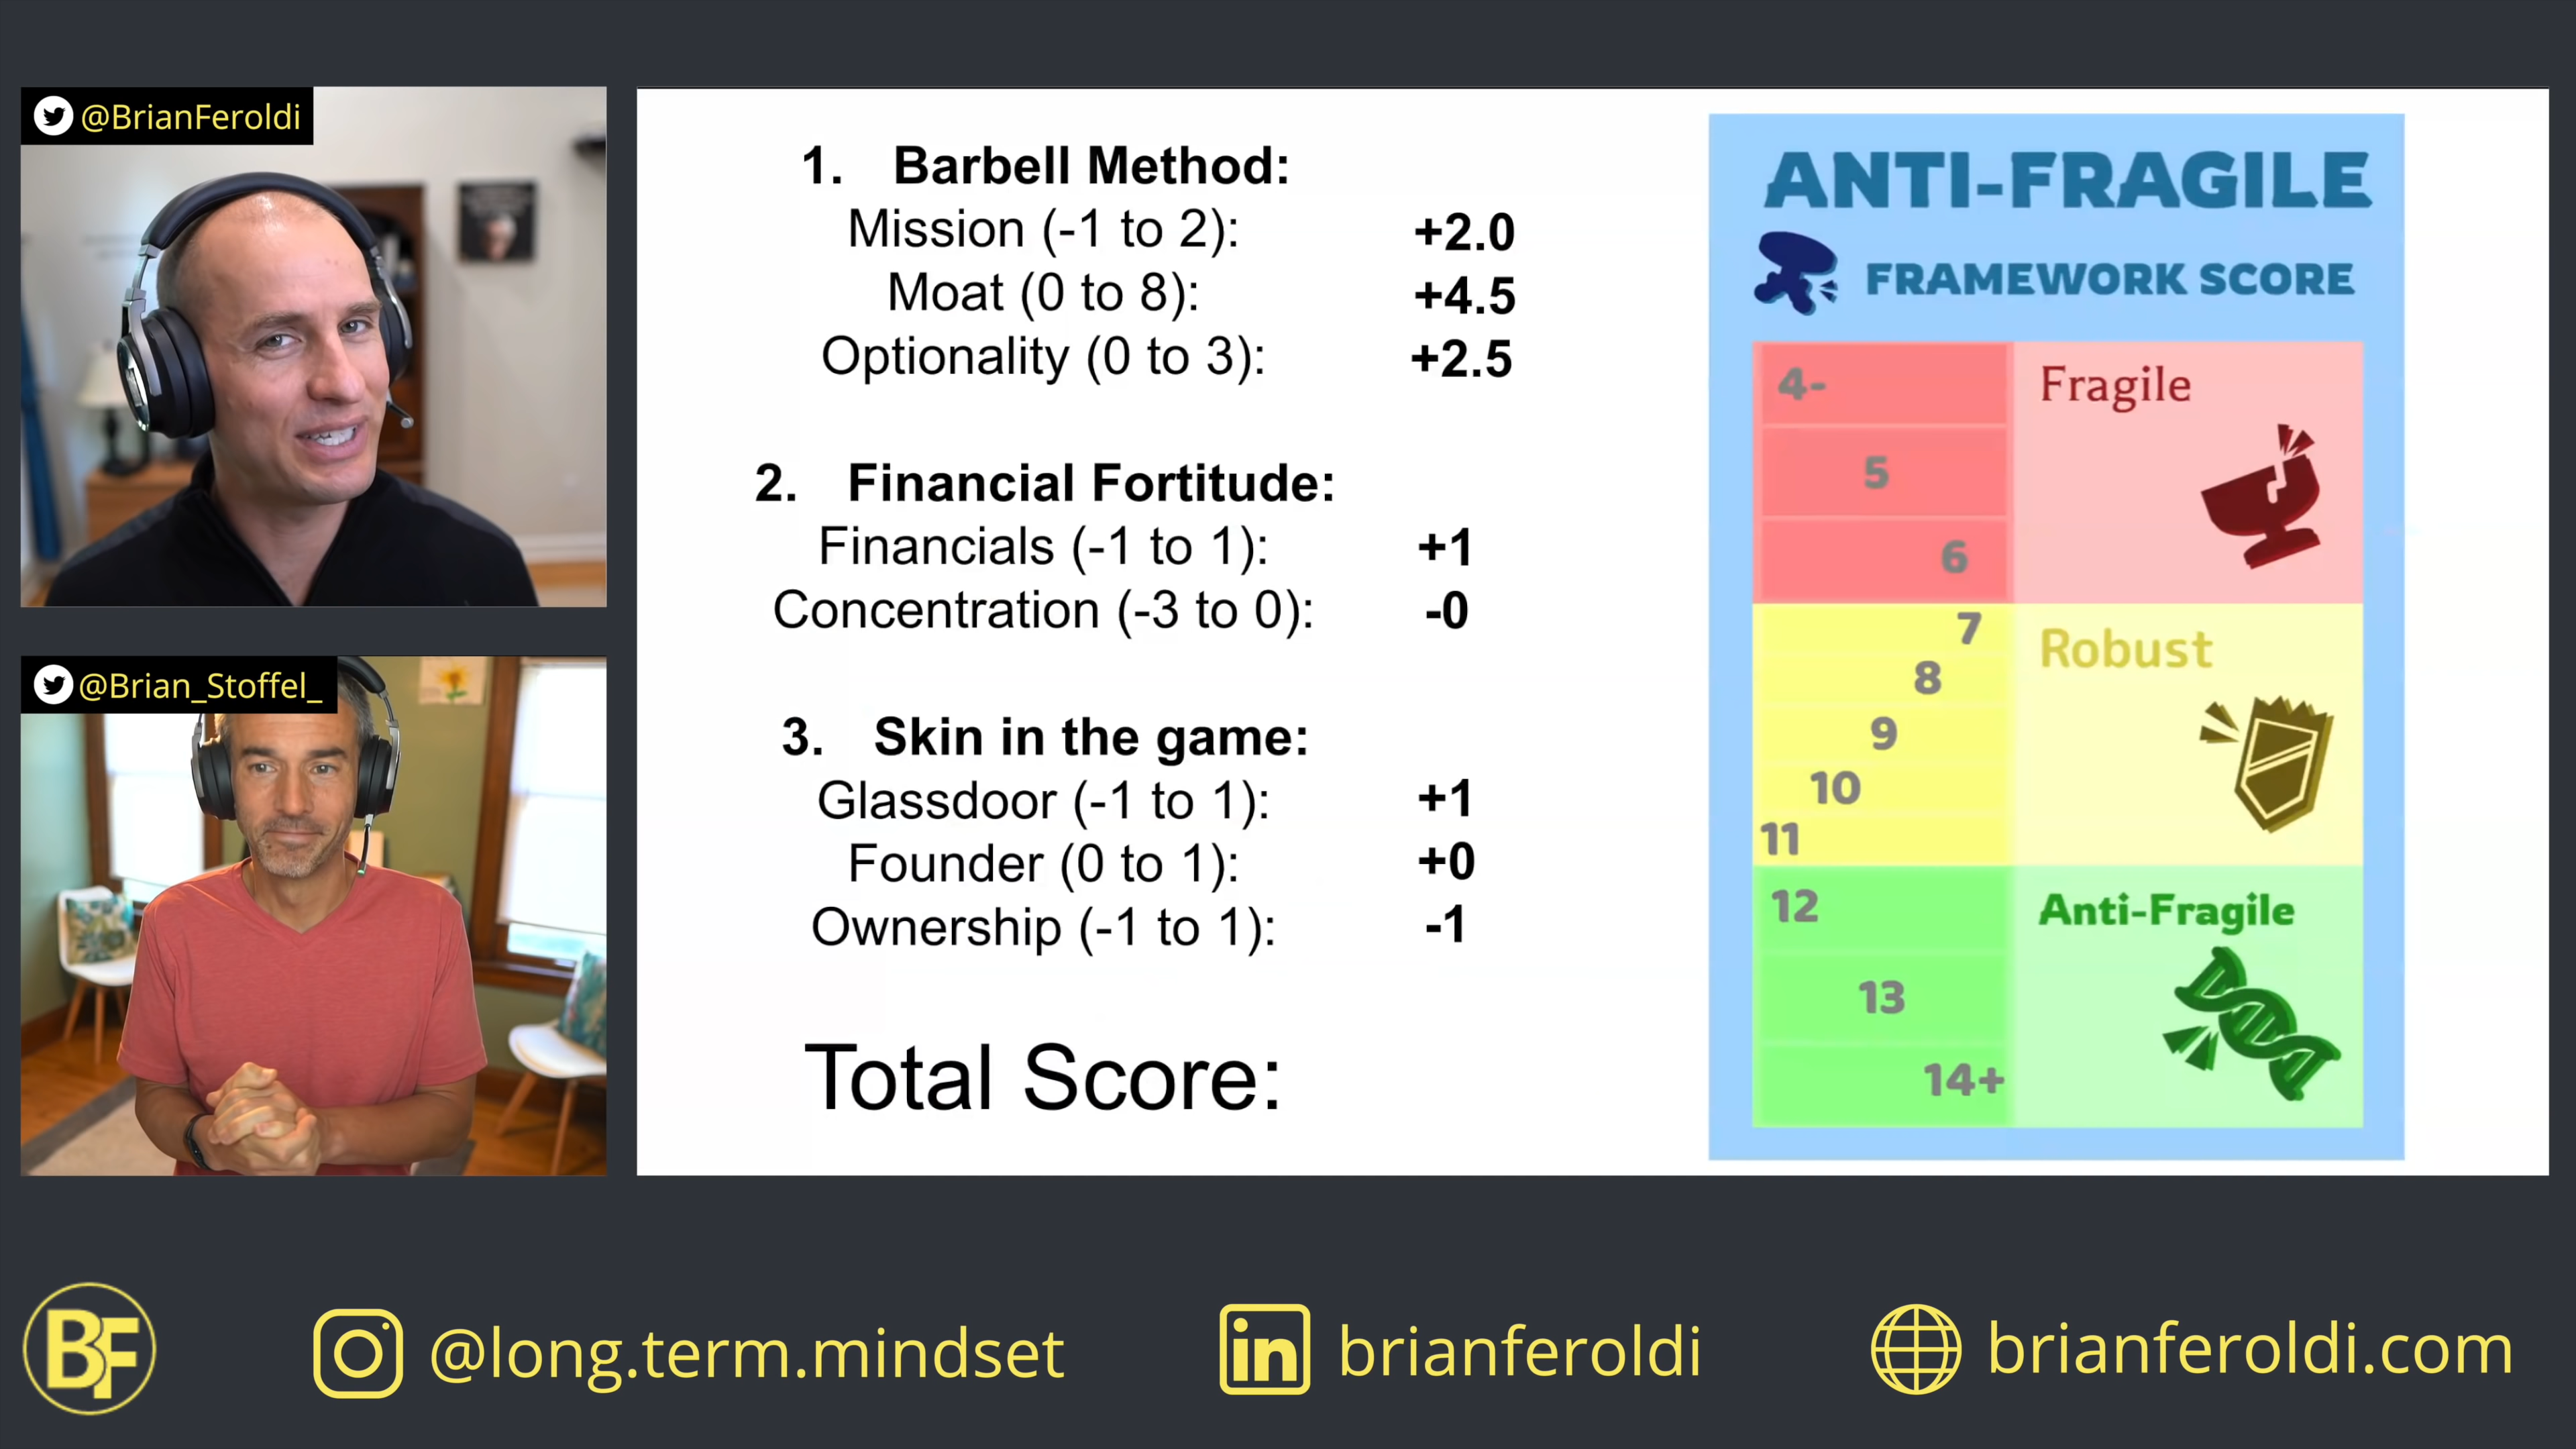 @BrianFeroldi
@Brian_Stoffel_
1. Barbell Method:
Mission (-1 to 2): +2.0
Moat (0 to 8): +4.5
Optionality (0 to 3): +2.5
2. Financial Fortitude:
Financials (-1 to 1): +1
Concentration (-3 to 0): -0
3. Skin in the game:
Glassdoor (-1 to 1): +1
Founder (0 to 1): +0
Ownership (-1 to 1): -1
Total Score:
ANTI-FRAGILE
FRAMEWORK SCORE
4- Fragile
5
6
7 Robust
8
9
10
11
12 Anti-Fragile
13
14+
BF
@long.term.mindset
in brianferoldi
brianferoldi.com